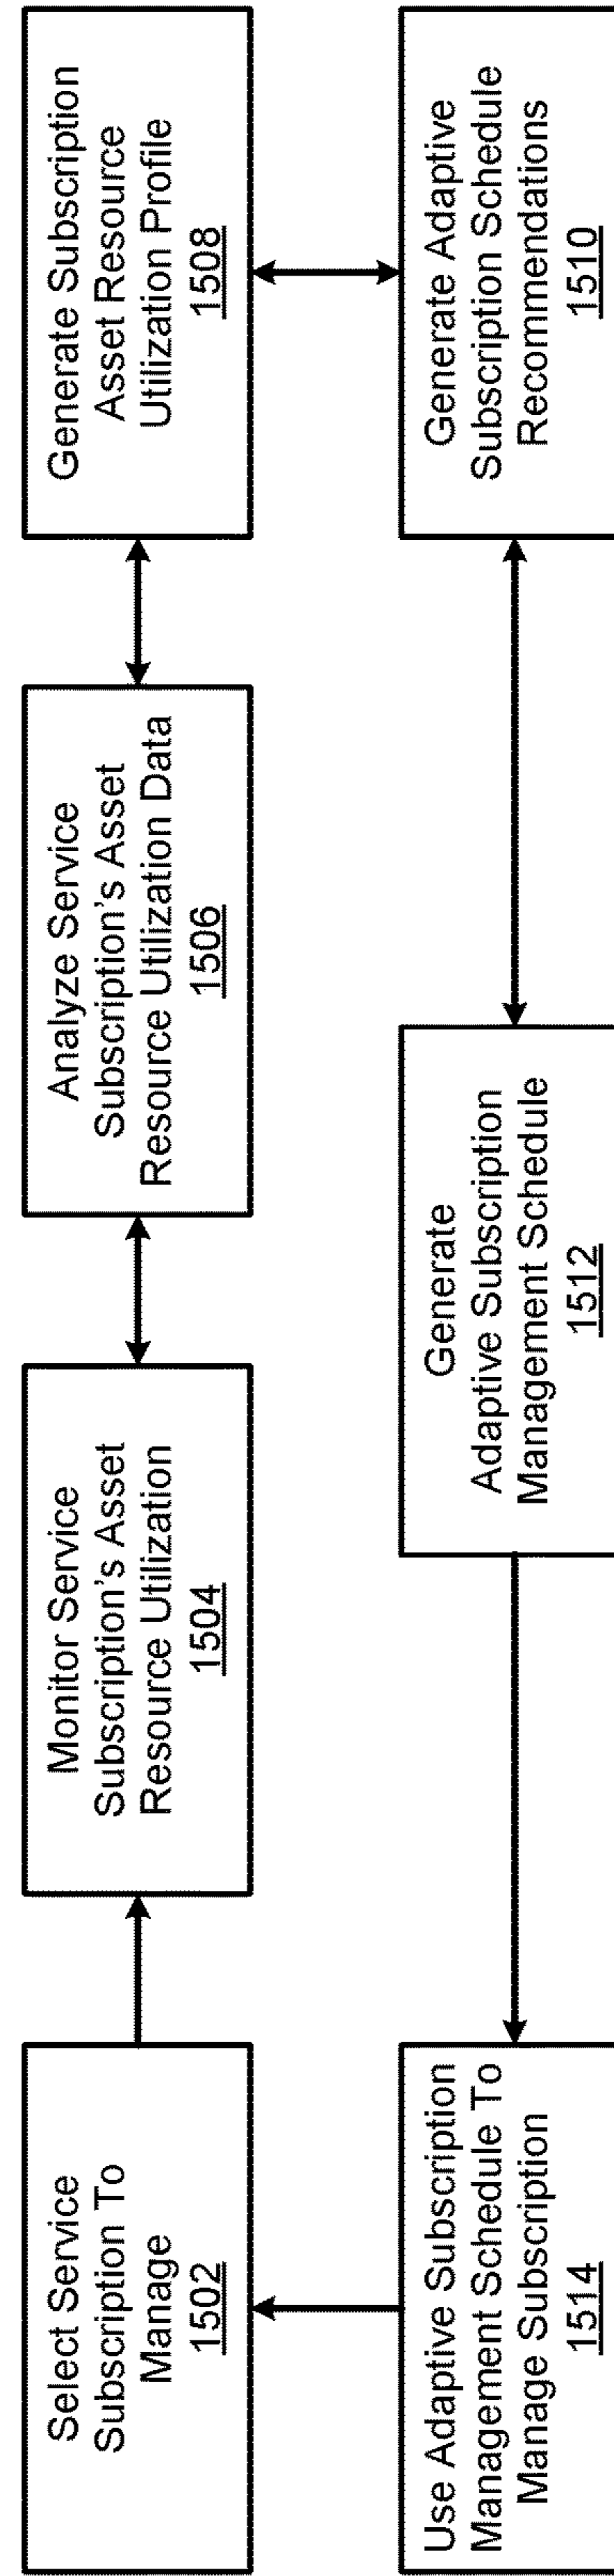 Select Service
Subscription To
Manage
1502
Monitor Service
Subscription's Asset
Resource Utilization
1504
Analyze Service
Subscription's Asset
Resource Utilization Data
1506
Generate Subscription
Asset Resource
Utilization Profile
1508
Use Adaptive Subscription
Management Schedule To
Manage Subscription
1514
Generate
Adaptive Subscription
Management Schedule
1512
Generate Adaptive
Subscription Schedule
Recommendations
1510